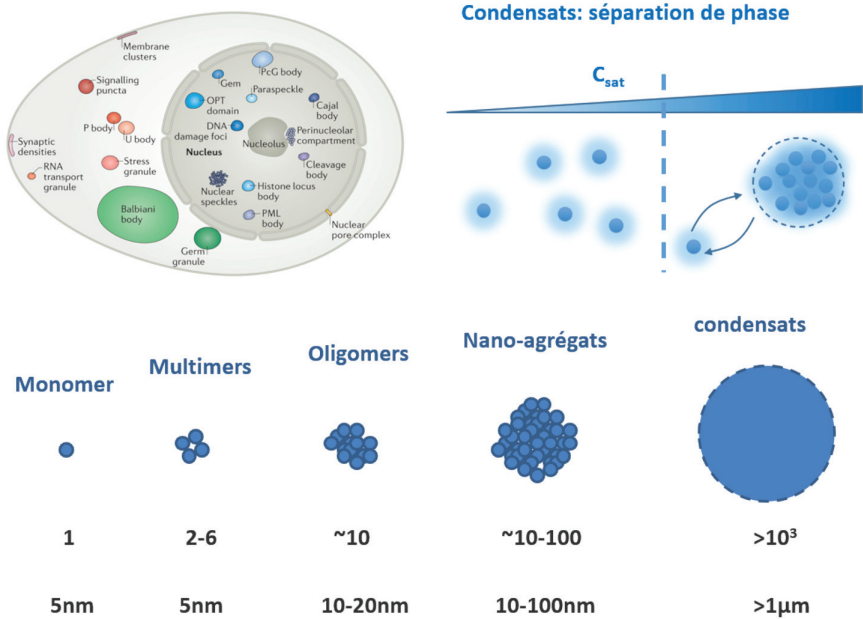 Condensats: séparation de phase
Membrane
clusters
Signalling
puncta
P body
U body
Synaptic
densities
RNA
transport
granule
Stress
granule
Balbiani
body
Germ
granule
Gem
PcG body
Paraspeckle
OPT
domain
Cajal
body
DNA
damage foci
Perinucleolar
compartment
Nucleus
Nucleolus
Cleavage
body
Nuclear
speckles
Histone locus
body
PML
body
Nuclear
pore complex
Csat
Monomer
Multimers
Oligomers
Nano-agrégats
condensats
1
2-6
~10
~10-100
>10³
5nm
5nm
10-20nm
10-100nm
>1µm